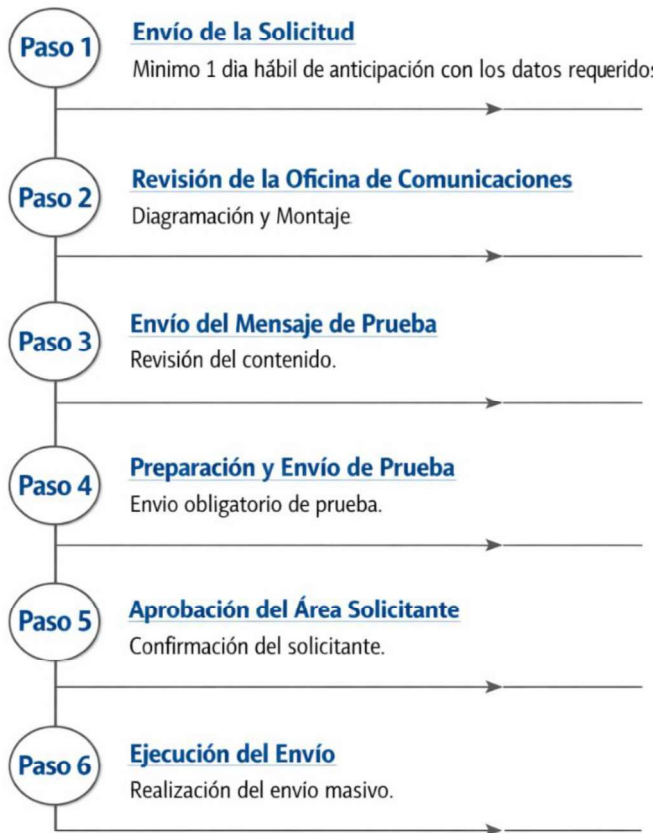 Paso 1
Envío de la Solicitud
Minimo 1 dia hábil de anticipación con los datos requeridos
Paso 2
Revisión de la Oficina de Comunicaciones
Diagramación y Montaje
Paso 3
Envío del Mensaje de Prueba
Revisión del contenido.
Paso 4
Preparación y Envío de Prueba
Envio obligatorio de prueba.
Paso 5
Aprobación del Área Solicitante
Confirmación del solicitante.
Paso 6
Ejecución del Envío
Realización del envío masivo.